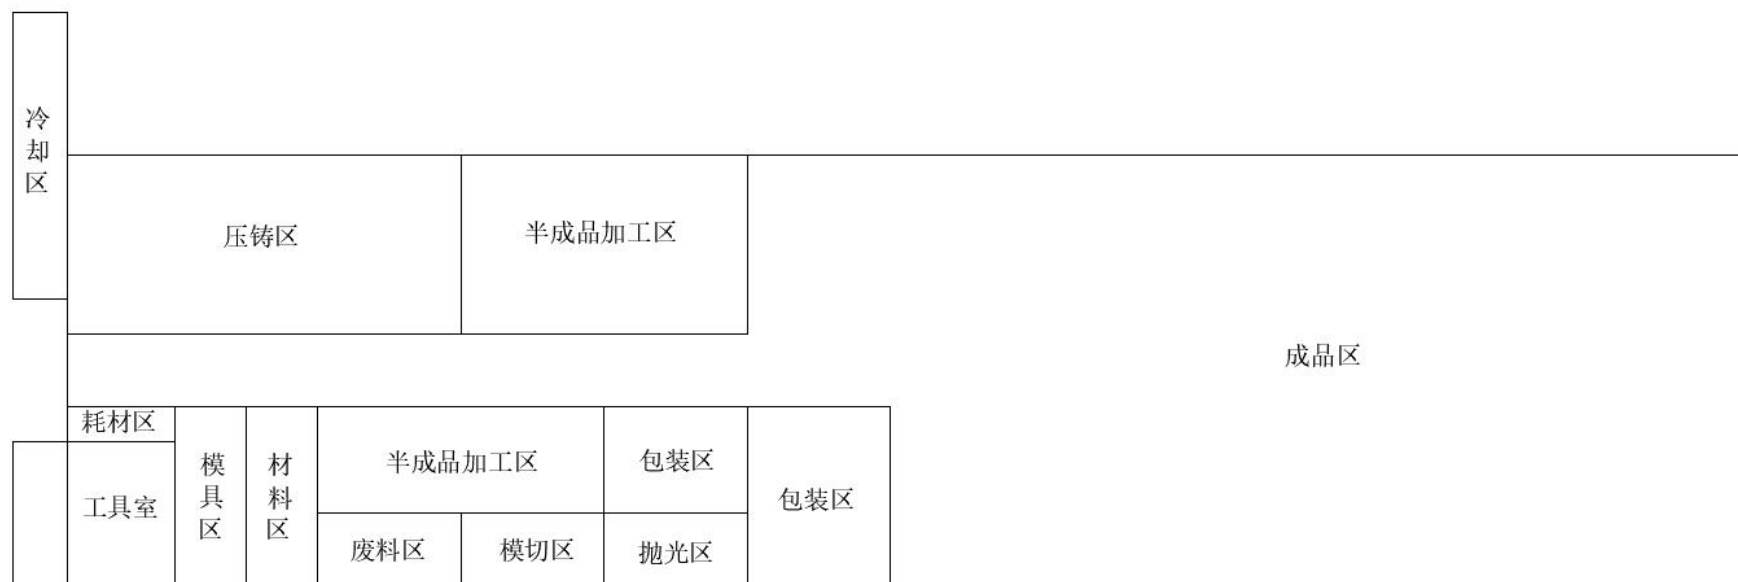 冷却区
压铸区
半成品加工区
成品区
耗材区
工具室
模具区
材料区
半成品加工区
包装区
包装区
废料区
模切区
抛光区